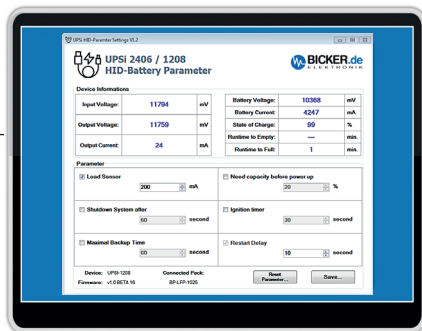 UPSi HID-Paremter Settings V1.2
UPSi 2406 / 1208
HID-Battery Parameter
BICKER.de
ELEKTRONIK
Device Informations
Input Voltage: 11794 mV
Output Voltage: 11759 mV
Output Current: 24 mA
Battery Voltage: 10368 mV
Battery Current: 4247 mA
State of Charge: 99 %
Runtime to Empty: --- min.
Runtime to Full: 1 min.
Parameter
Load Sensor
200 mA
Need capacity before power up
20 %
Shutdown System after
60 second
Ignition timer
30 second
Maximal Backup Time
60 second
Restart Delay
10 second
Device: UPSI-1208
Connected Pack:
Firmware: v1.0 BETA 16
BP-LFP-1025
Reset
Parameter...
Save...